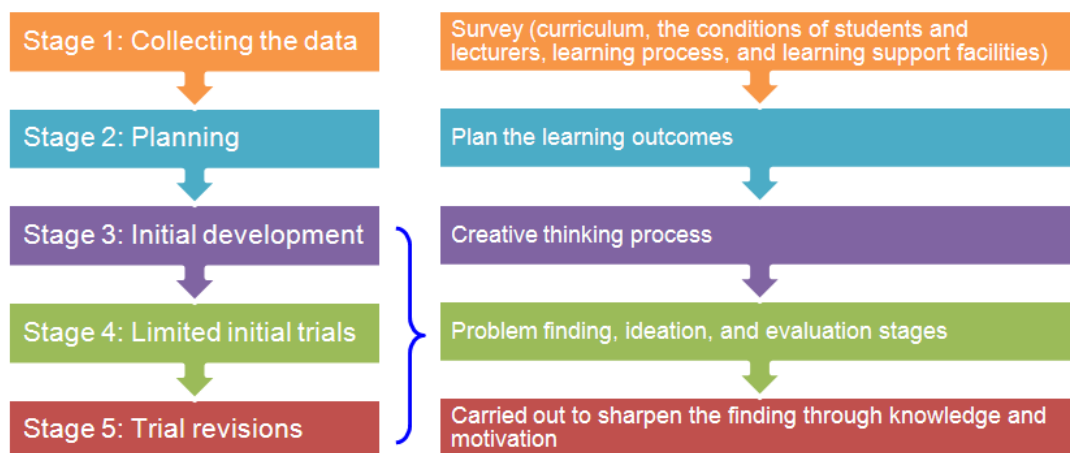 Stage 1: Collecting the data
Survey (curriculum, the conditions of students and
lecturers, learning process, and learning support facilities)
Stage 2: Planning
Plan the learning outcomes
Stage 3: Initial development
Creative thinking process
Stage 4: Limited initial trials
Problem finding, ideation, and evaluation stages
Stage 5: Trial revisions
Carried out to sharpen the finding through knowledge and
motivation